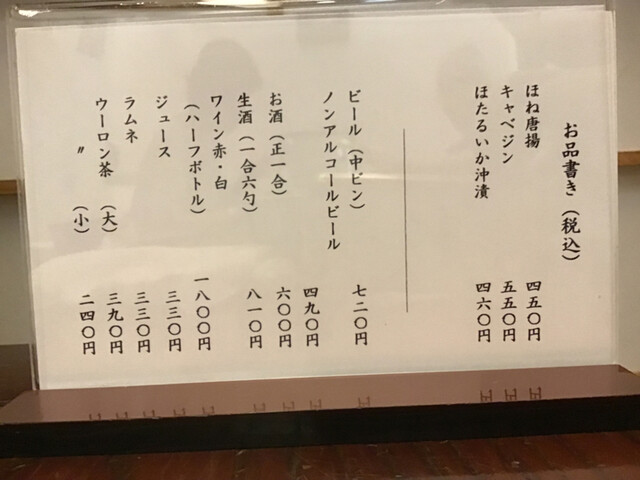 お品書き（税込）
ほね唐揚 四五〇円
キャベジン 五五〇円
ほたるいか沖漬 四六〇円
ビール（中ビン） 七二〇円
ノンアルコールビール 四九〇円
お酒（正一合） 六〇〇円
生酒（一合六勺） 八一〇円
ワイン赤・白
（ハーフボトル） 一八〇〇円
ジュース 三三〇円
ラムネ 三三〇円
ウーロン茶（大） 三九〇円
〃（小） 二四〇円